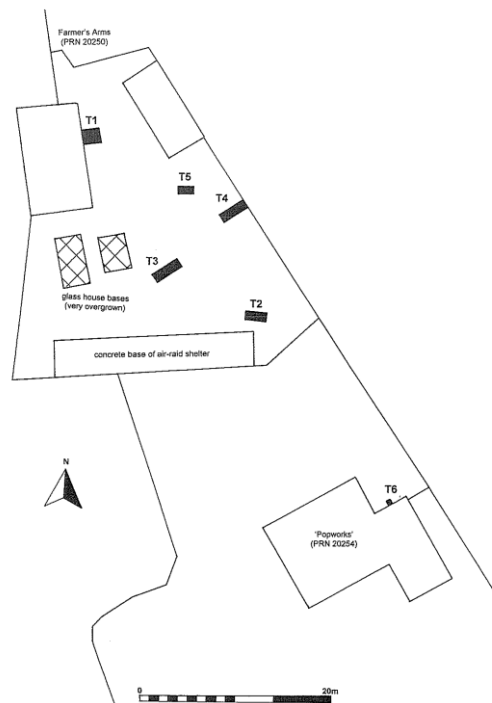 Farmer's Arms
(PRN 20250)
T1
T5
T4
T3
glass house bases
(very overgrown)
T2
concrete base of air-raid shelter
N
T6
'Popworks'
(PRN 20254)
0
20m